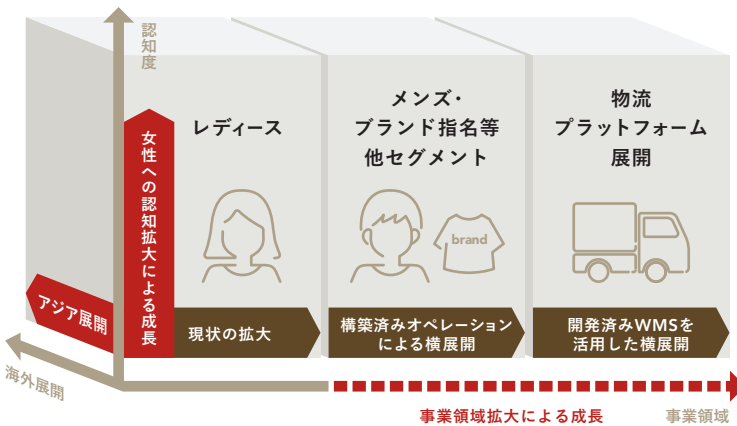 認知度
女性への認知拡大による成長
レディース
メンズ・
ブランド指名等
他セグメント
物流
プラットフォーム
展開
brand
アジア展開
現状の拡大
構築済みオペレーション
による横展開
開発済みWMSを
活用した横展開
海外展開
事業領域拡大による成長
事業領域